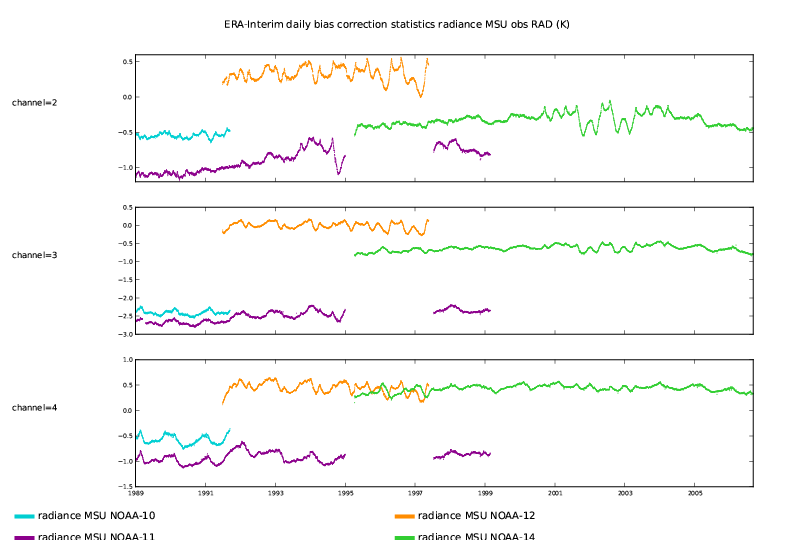 ERA-Interim daily bias correction statistics radiance MSU obs RAD (K)
channel=2
0.5
0.0
−0.5
−1.0
channel=3
0.5
0.0
−0.5
−1.0
−1.5
−2.0
−2.5
−3.0
channel=4
1.0
0.5
0.0
−0.5
−1.0
−1.5
1989 1991 1993 1995 1997 1999 2001 2003 2005
radiance MSU NOAA-10 radiance MSU NOAA-12
radiance MSU NOAA-11 radiance MSU NOAA-14